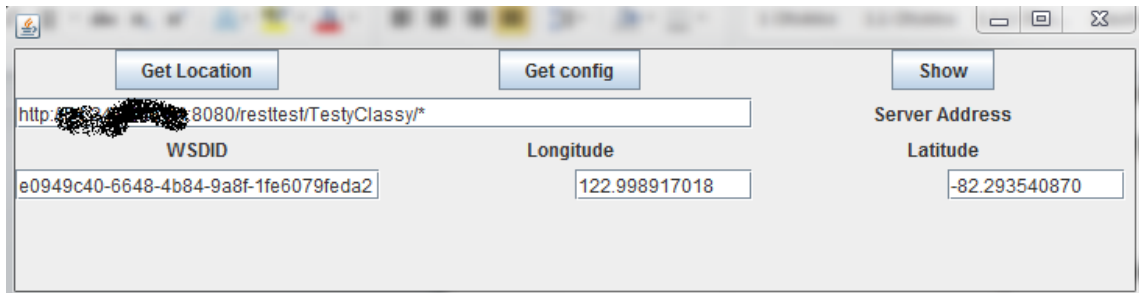 Get Location Get config Show
http:/ :8080/resttest/TestyClassy/* Server Address
WSDID Longitude Latitude
e0949c40-6648-4b84-9a8f-1fe6079feda2 122.998917018 -82.293540870